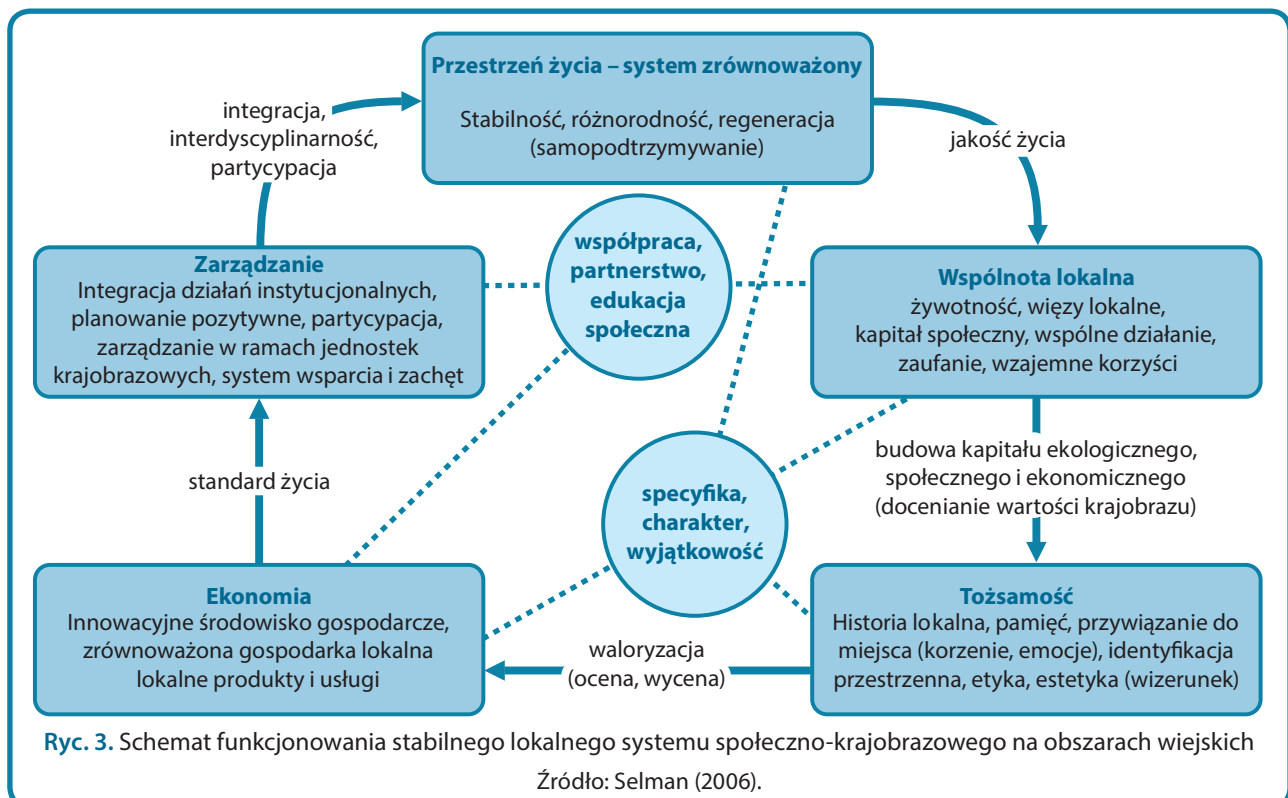 Przestrzeń życia – system zrównoważony
Stabilność, różnorodność, regeneracja
(samopodtrzymywanie)
integracja,
interdyscyplinarność,
partycypacja
jakość życia
współpraca,
partnerstwo,
edukacja
społeczna
Zarządzanie
Integracja działań instytucjonalnych,
planowanie pozytywne, partycypacja,
zarządzanie w ramach jednostek
krajobrazowych, system wsparcia i zachęt
Wspólnota lokalna
żywotność, więzy lokalne,
kapitał społeczny, wspólne działanie,
zaufanie, wzajemne korzyści
standard życia
specyfika,
charakter,
wyjątkowość
budowa kapitału ekologicznego,
społecznego i ekonomicznego
(docenianie wartości krajobrazu)
Ekonomia
Innowacyjne środowisko gospodarcze,
zrównoważona gospodarka lokalna
lokalne produkty i usługi
waloryzacja
(ocena, wycena)
Tożsamość
Historia lokalna, pamięć, przywiązanie do
miejsca (korzenie, emocje), identyfikacja
przestrzenna, etyka, estetyka (wizerunek)
Ryc. 3. Schemat funkcjonowania stabilnego lokalnego systemu społeczno-krajobrazowego na obszarach wiejskich
Źródło: Selman (2006).